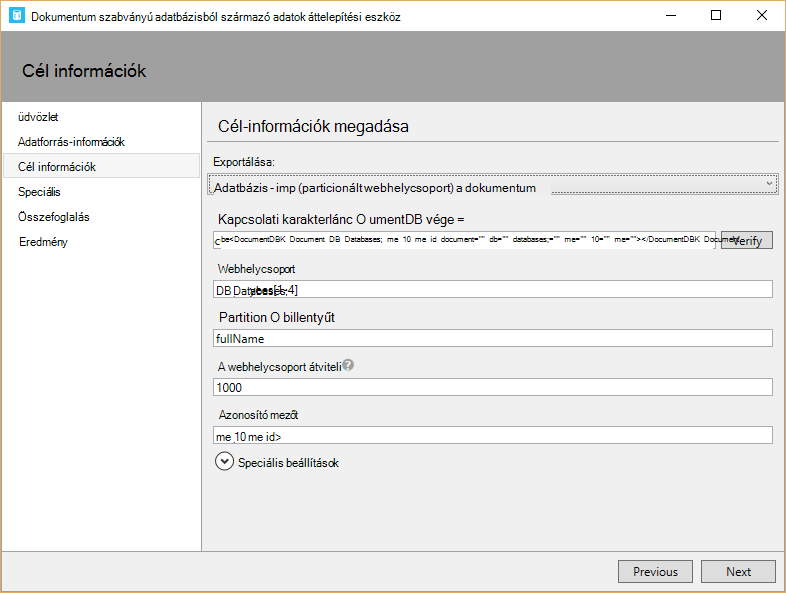 Dokumentum szabványú adatbázisból származó adatok áttelepítési eszköz
Cél információk
üdvözlet
Adatforrás-információk
Cél információk
Speciális
Összefoglalás
Eredmény
Cél-információk megadása
Exportálása:
Adatbázis - imp (particionált webhelycsoport) a dokumentum
Kapcsolati karakterlánc O umentDB vége =
be<DocumentDBK Document DB Databases; me 10 me id document="" db="" databases;="" me="" 10="" me=""></DocumentDBK Document/
Verify
Webhelycsoport
DB Databases;
Partition O billentyűt
fullName
A webhelycsoport átviteli
1000
Azonosító mezőt
me 10 me id>
Speciális beállítások
Previous
Next